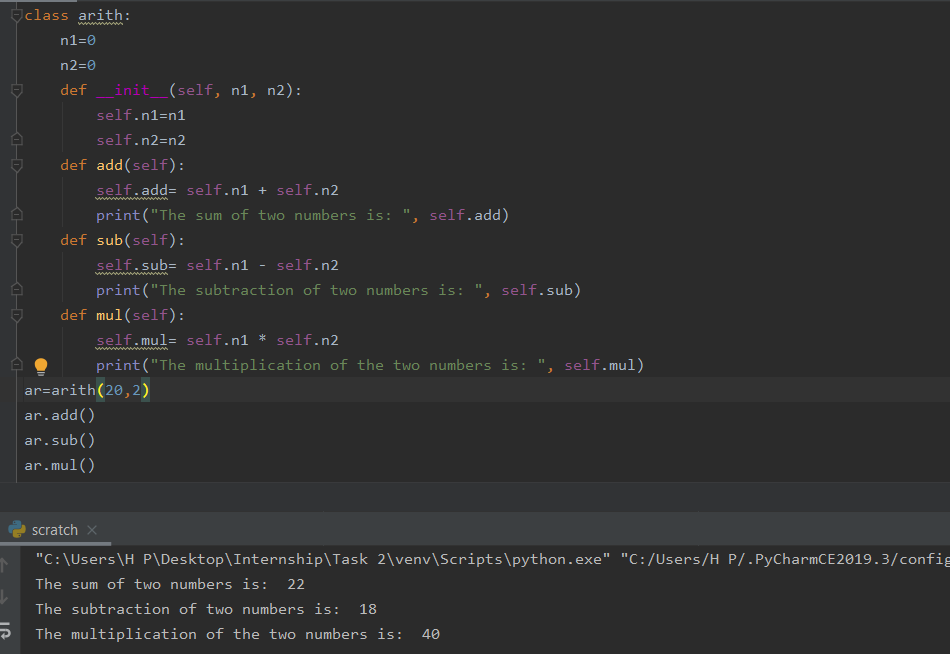 class arith:
    n1=0
    n2=0
    def __init__(self, n1, n2):
        self.n1=n1
        self.n2=n2
    def add(self):
        self.add= self.n1 + self.n2
        print("The sum of two numbers is: ", self.add)
    def sub(self):
        self.sub= self.n1 - self.n2
        print("The subtraction of two numbers is: ", self.sub)
    def mul(self):
        self.mul= self.n1 * self.n2
        print("The multiplication of the two numbers is: ", self.mul)
ar=arith(20,2)
ar.add()
ar.sub()
ar.mul()
scratch
"C:\Users\H P\Desktop\Internship\Task 2\venv\Scripts\python.exe" "C:/Users/H P/.PyCharmCE2019.3/config
The sum of two numbers is:  22
The subtraction of two numbers is:  18
The multiplication of the two numbers is:  40